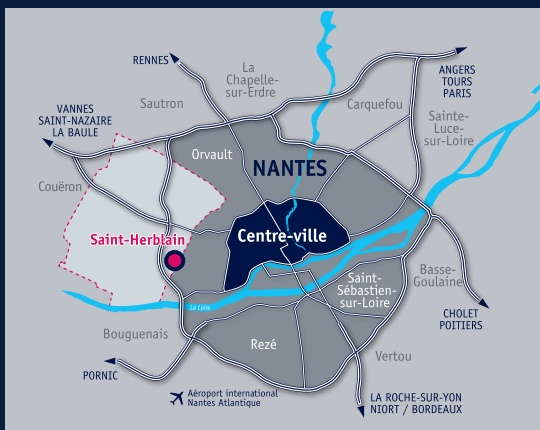 RENNES
La
Chapelle-
sur-Erdre
ANGERS
TOURS
PARIS
Sautron
Carquefou
VANNES
SAINT-NAZAIRE
LA BAULE
Sainte-
Luce-
sur-Loire
Orvault
NANTES
Couëron
Saint-Herblain
Centre-ville
Basse-
Goulaine
Saint-
Sébastien-
sur-Loire
La Loire
CHOLET
POITIERS
Bouguenais
Rezé
Vertou
PORNIC
Aéroport international
Nantes Atlantique
LA ROCHE-SUR-YON
NIORT / BORDEAUX